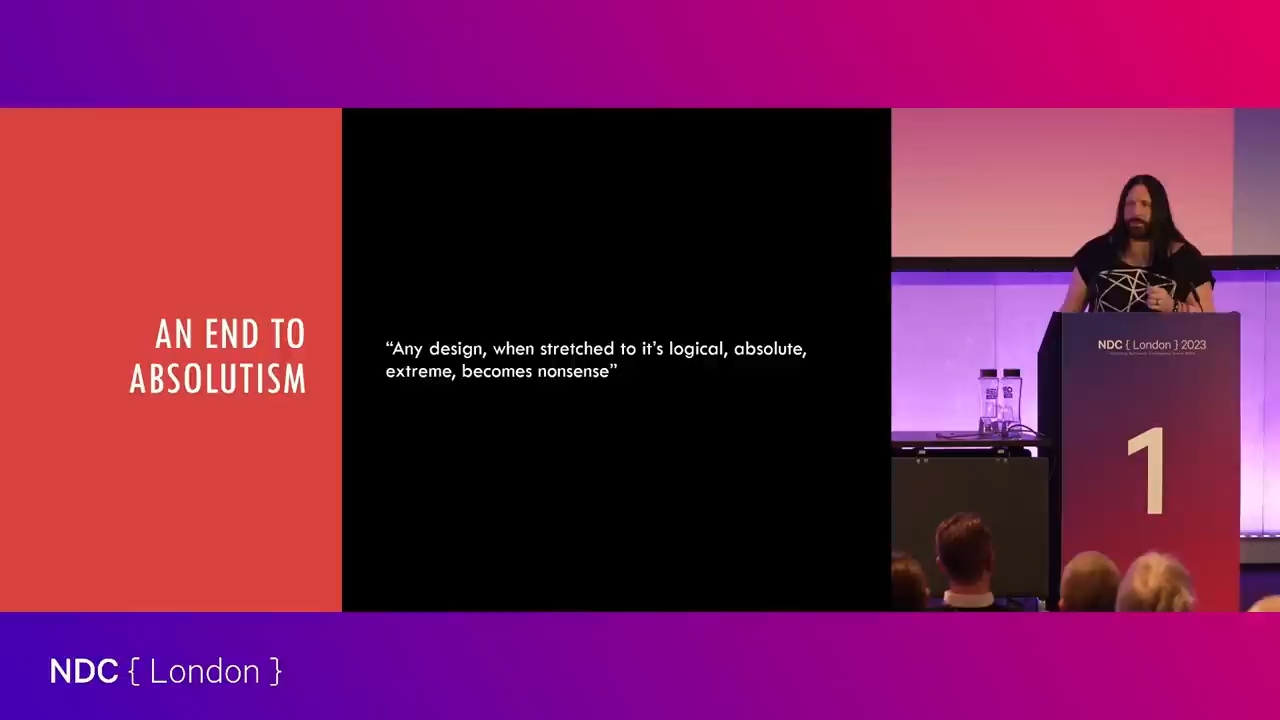 AN END TO
ABSOLUTISM
“Any design, when stretched to it’s logical, absolute,
extreme, becomes nonsense”
NDC { London } 2023
1
NDC { London }